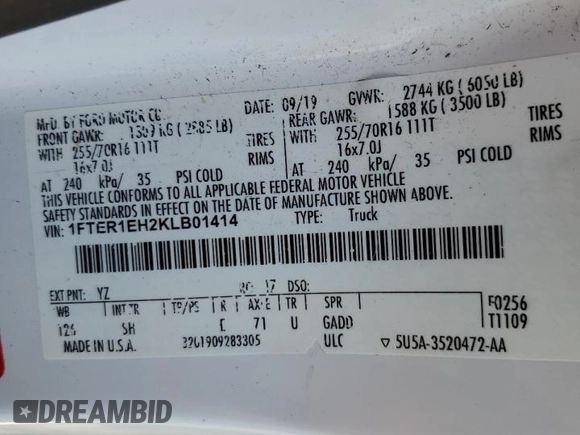 MFD. BY FORD MOTOR CO. DATE: 09/19 GVWR: 2744 KG ( 6050 LB)
FRONT GAWR: KG ( LB) REAR GAWR: 1588 KG ( 3500 LB)
WITH 255/70R16 111T TIRES WITH 255/70R16 111T TIRES
16x7.0J RIMS 16x7.0J RIMS
AT 240 kPa/ 35 PSI COLD AT 240 kPa/ 35 PSI COLD
THIS VEHICLE CONFORMS TO ALL APPLICABLE FEDERAL MOTOR VEHICLE
SAFETY STANDARDS IN EFFECT ON THE DATE OF MANUFACTURE SHOWN ABOVE.
VIN: 1FTER1EH2KLB01414 TYPE: Truck
EXT PNT: YZ 17 DSO:
WB INT TR TP/PS R AXLE TR SPR F0256
SH 71 U GADD T1109
MADE IN U.S.A. ULC ▽ 5U5A-3520472-AA
DREAMBID